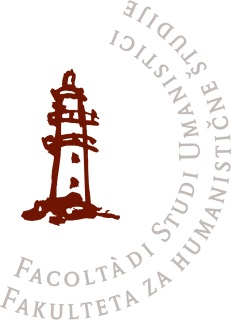 Facoltà di Studi Umanistici
Fakulteta za humanistične študije